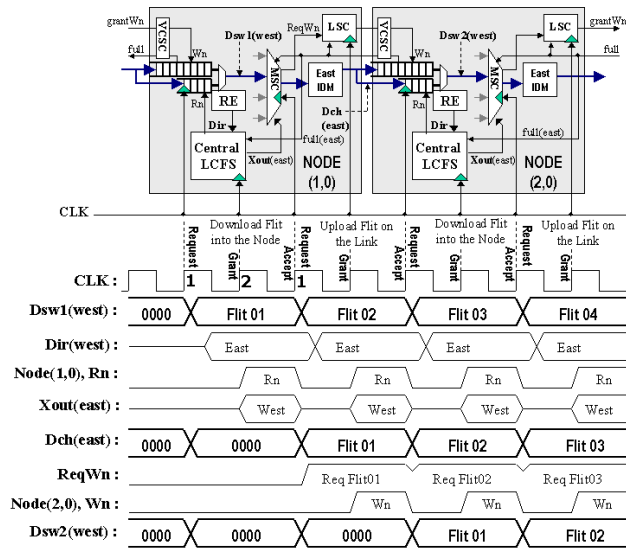 grantWn
full
VCSC
Wn
Rn
RE
Dir
Central
LCFS
Dsw1(west)
ReqWn
MSC
LSC
East
IDM
Dch
(east)
full(east)
Xout(east)
NODE
(1,0)
VCSC
Wn
Rn
RE
Dir
Central
LCFS
Dsw2(west)
MSC
LSC
East
IDM
full(east)
Xout(east)
NODE
(2,0)
grantWn
full
CLK
Request
Download Flit
into the Node
Grant
Accept
Request
Upload Flit on
the Link
Grant
Accept
Request
Download Flit
into the Node
Grant
Accept
Request
Upload Flit on
the Link
Grant
CLK : 1 2 1
Dsw1(west) : 0000 Flit 01 Flit 02 Flit 03 Flit 04
Dir(west) : East East East East
Node(1,0), Rn : Rn Rn Rn Rn
Xout(east) : West West West West
Dch(east) : 0000 0000 Flit 01 Flit 02 Flit 03
ReqWn : Req Flit01 Req Flit02 Req Flit03
Node(2,0), Wn : Wn Wn Wn
Dsw2(west) : 0000 0000 0000 Flit 01 Flit 02